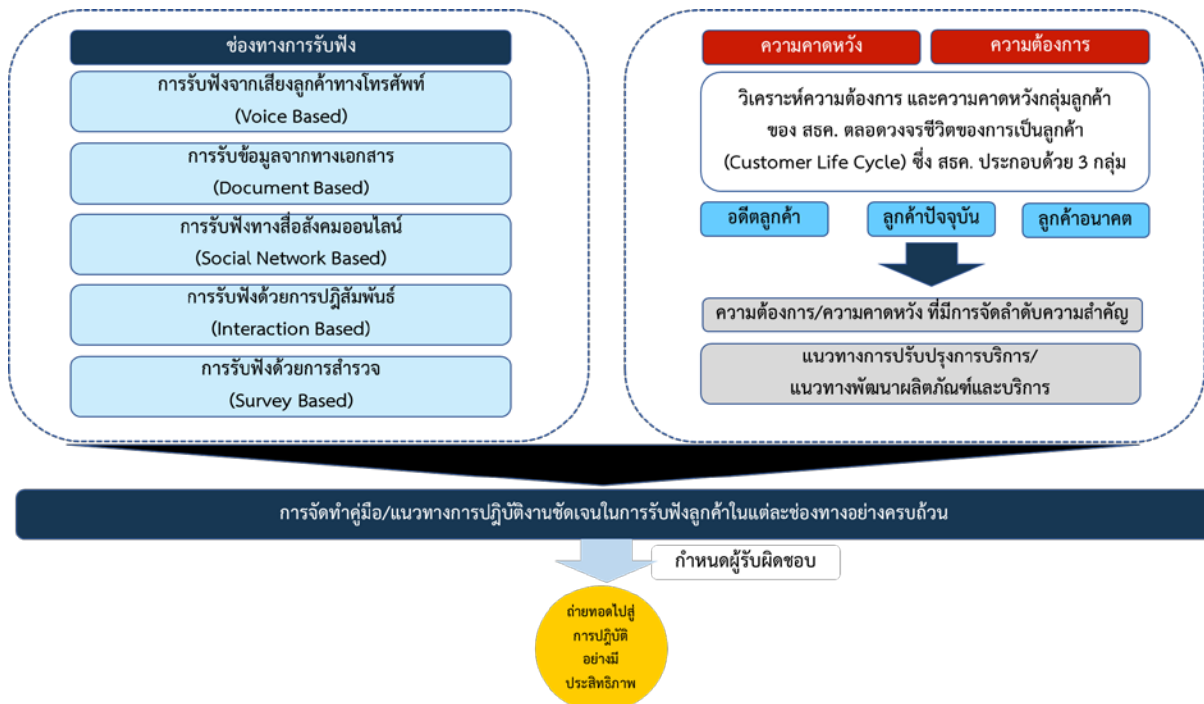 ช่องทางการรับฟัง
การรับฟังจากเสียงลูกค้าทางโทรศัพท์
(Voice Based)
การรับข้อมูลจากทางเอกสาร
(Document Based)
การรับฟังทางสื่อสังคมออนไลน์
(Social Network Based)
การรับฟังด้วยการปฏิสัมพันธ์
(Interaction Based)
การรับฟังด้วยการสำรวจ
(Survey Based)
ความคาดหวัง
ความต้องการ
วิเคราะห์ความต้องการ และความคาดหวังกลุ่มลูกค้า
ของ สธค. ตลอดวงจรชีวิตของการเป็นลูกค้า
(Customer Life Cycle) ซึ่ง สธค. ประกอบด้วย 3 กลุ่ม
อดีตลูกค้า
ลูกค้าปัจจุบัน
ลูกค้าอนาคต
ความต้องการ/ความคาดหวัง ที่มีการจัดลำดับความสำคัญ
แนวทางการปรับปรุงการบริการ/
แนวทางพัฒนาผลิตภัณฑ์และบริการ
การจัดทำคู่มือ/แนวทางการปฏิบัติงานชัดเจนในการรับฟังลูกค้าในแต่ละช่องทางอย่างครบถ้วน
กำหนดผู้รับผิดชอบ
ถ่ายทอดไปสู่
การปฏิบัติ
อย่างมี
ประสิทธิภาพ